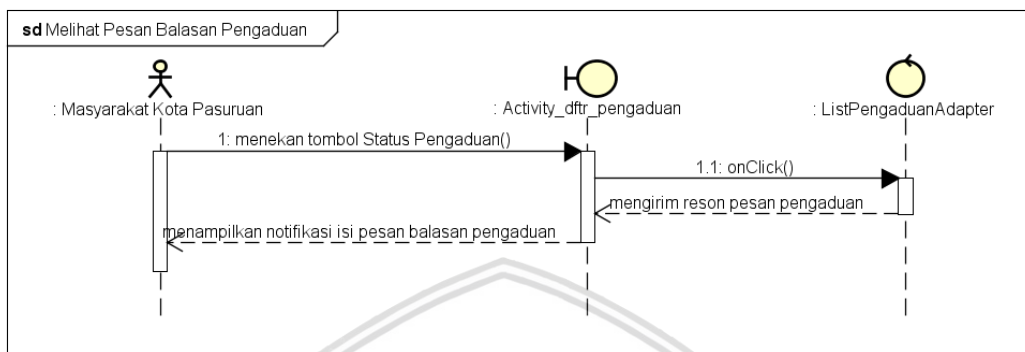 sd Melihat Pesan Balasan Pengaduan
: Masyarakat Kota Pasuruan
: Activity_dftr_pengaduan
: ListPengaduanAdapter
1: menekan tombol Status Pengaduan()
1.1: onClick()
mengirim reson pesan pengaduan
menampilkan notifikasi isi pesan balasan pengaduan